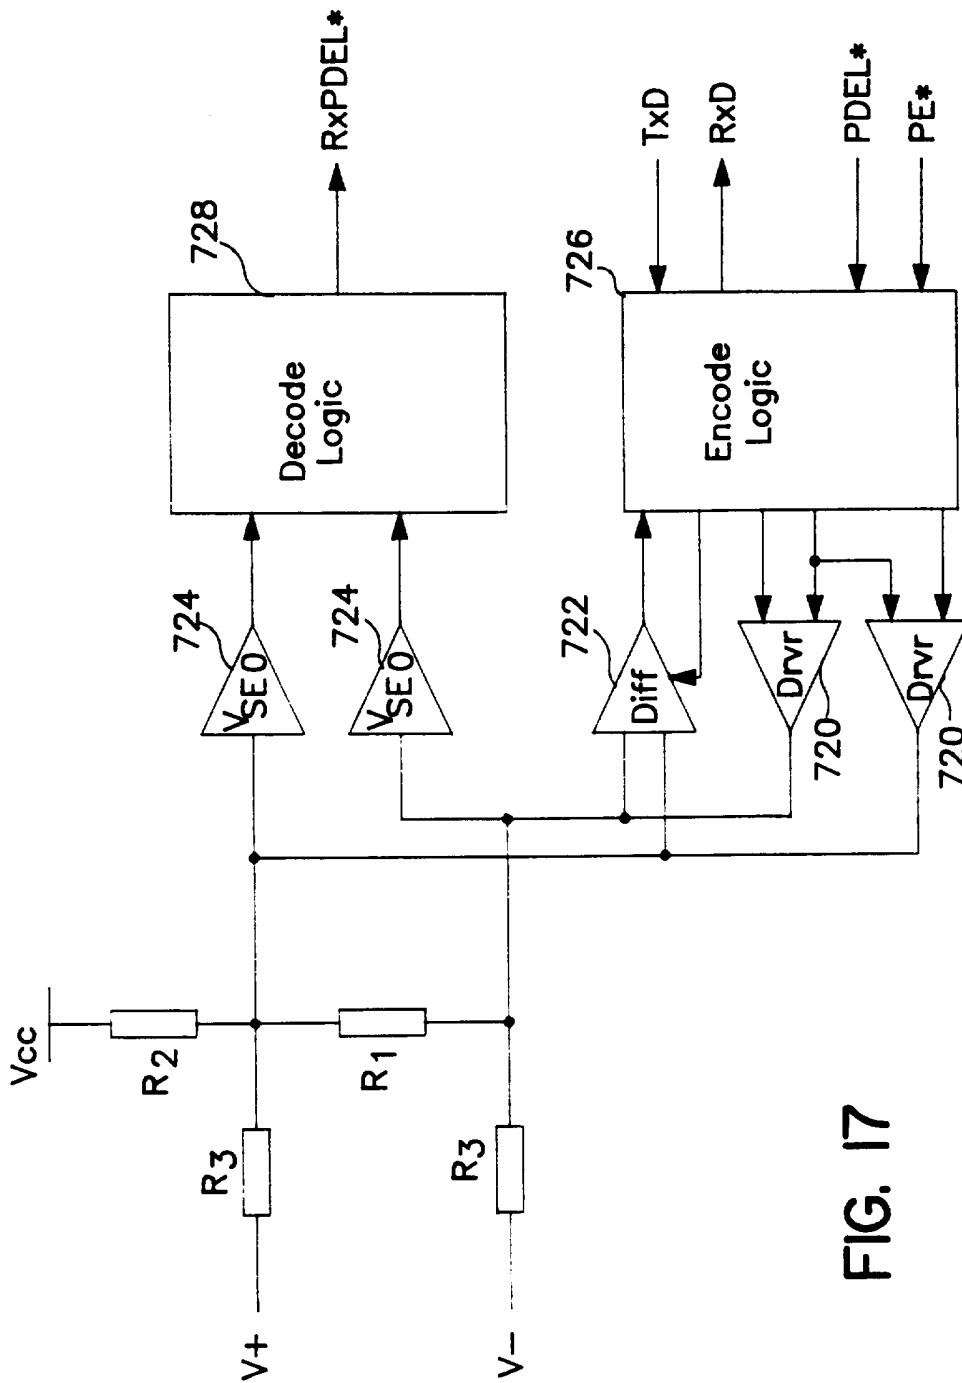 Vcc
R2
R3
R1
R3
V+
V-
724
VSE0
724
VSE0
728
Decode
Logic
RxPDEL*
722
Diff
Drvr
720
Drvr
720
726
Encode
Logic
TxD
RxD
PDEL*
PE*
FIG. 17